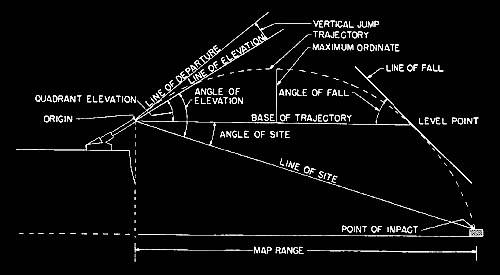 VERTICAL JUMP
TRAJECTORY
MAXIMUM ORDINATE
LINE OF DEPARTURE
LINE OF ELEVATION
LINE OF FALL
QUADRANT ELEVATION
ANGLE OF
ELEVATION
ANGLE OF FALL
ORIGIN
BASE OF TRAJECTORY
LEVEL POINT
ANGLE OF SITE
LINE OF SITE
POINT OF INPACT
MAP RANGE